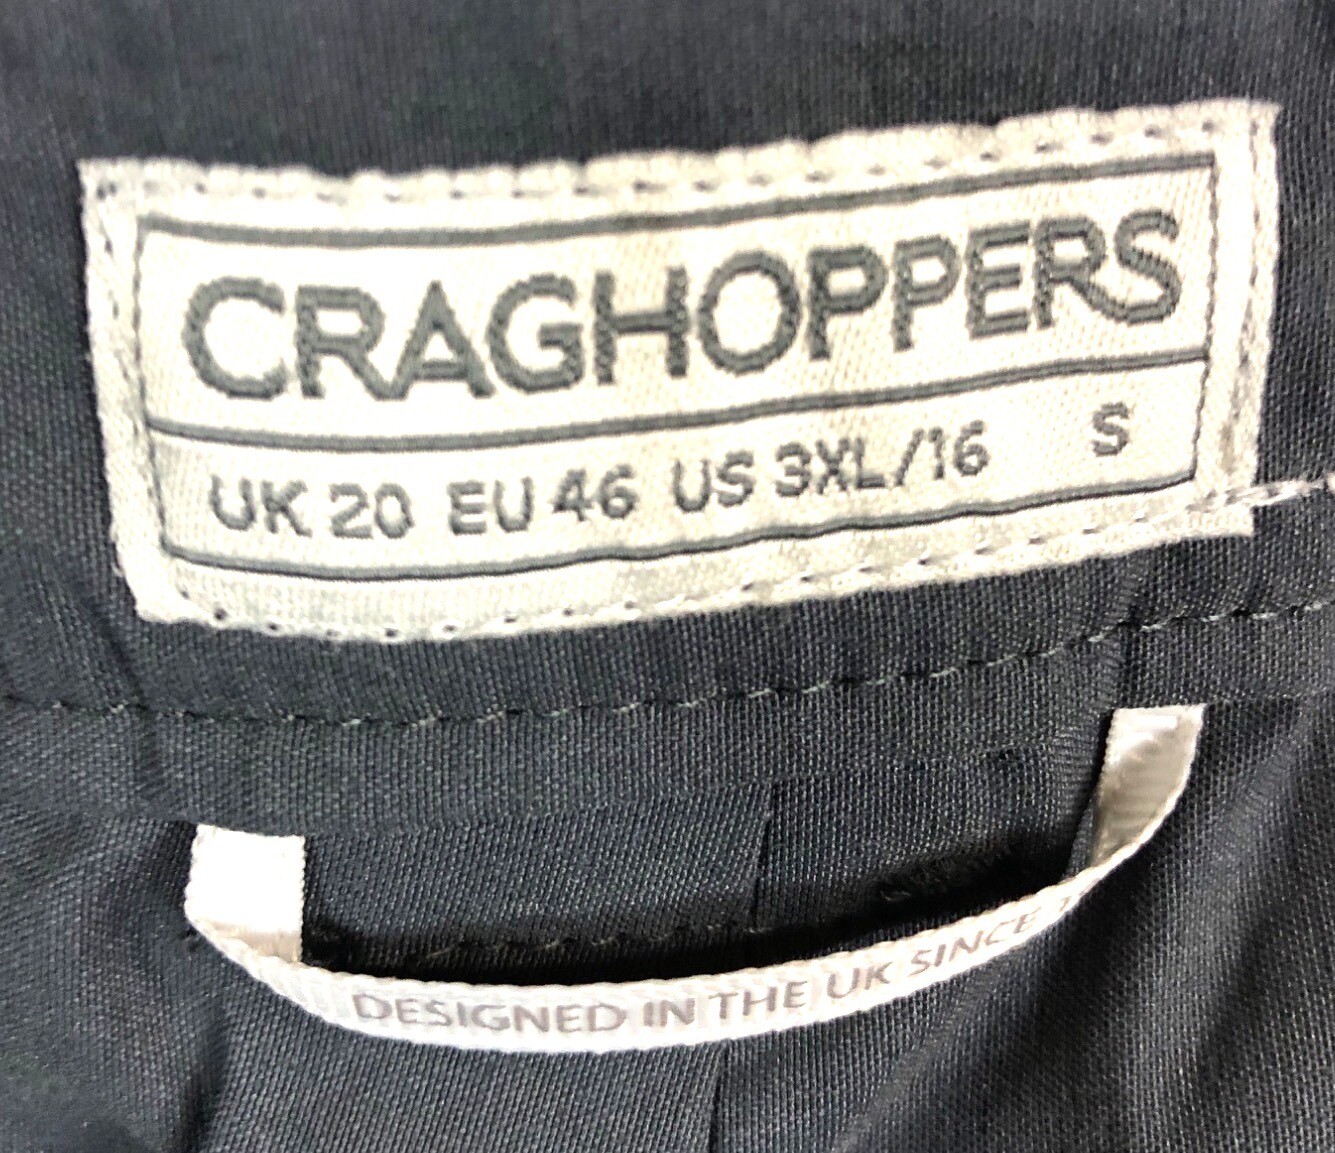 CRAGHOPPERS
UK 20 EU 46 US 3XL/16 S
DESIGNED IN THE UK SINCE